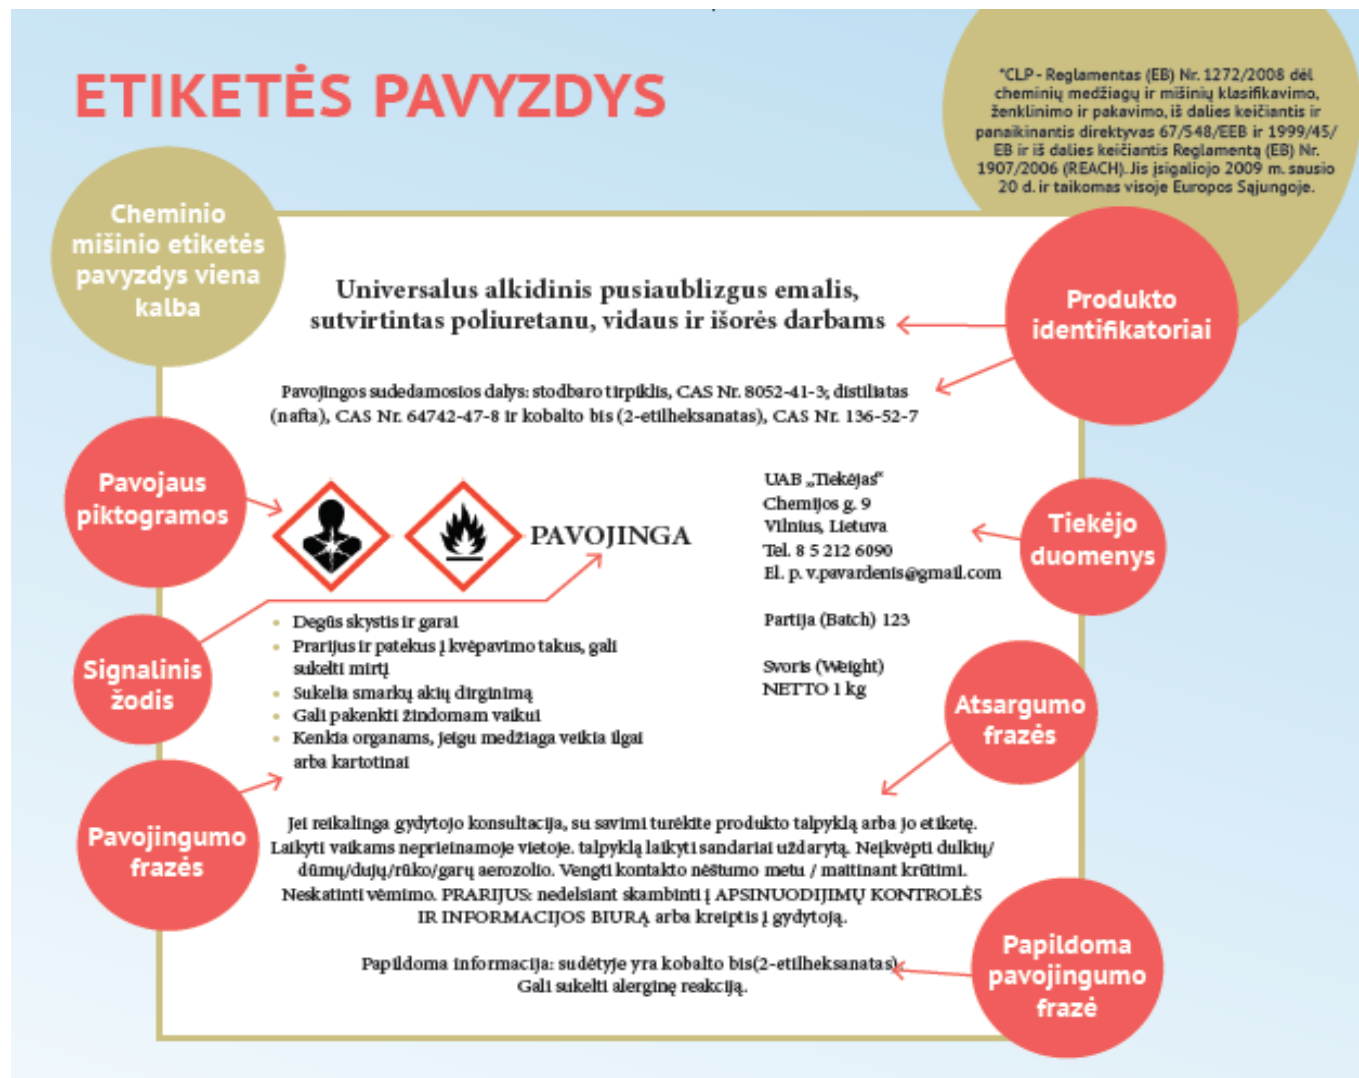 ETIKETĖS PAVYZDYS
*CLP - Reglamentas (EB) Nr. 1272/2008 dėl
cheminių medžiagų ir mišinių klasifikavimo,
ženklinimo ir pakavimo, iš dalies keičiantis ir
panaikinantis direktyvas 67/548/EEB ir 1999/45/
EB ir iš dalies keičiantis Reglamentą (EB) Nr.
1907/2006 (REACH). Jis įsigaliojo 2009 m. sausio
20 d. ir taikomas visoje Europos Sąjungoje.
Cheminio
mišinio etiketės
pavyzdys viena
kalba
Universalus alkidinis pusiaublizgus emalis,
sutvirtintas poliuretanu, vidaus ir išorės darbams
Produkto
identifikatoriai
Pavojingos sudedamosios dalys: stodbaro tirpiklis, CAS Nr. 8052-41-3; distiliatas
(nafta), CAS Nr. 64742-47-8 ir kobalto bis (2-etilheksanatas), CAS Nr. 136-52-7
Pavojaus
piktogramos
PAVOJINGA
UAB „Tiekėjas“
Chemijos g. 9
Vilnius, Lietuva
Tel. 8 5 212 6090
El. p. v.pavardenis@gmail.com
Partija (Batch) 123
Svoris (Weight)
NETTO 1 kg
Tiekėjo
duomenys
Signalinis
žodis
• Degūs skystis ir garai
• Prarijus ir patekus į kvėpavimo takus, gali
sukelti mirtį
• Sukelia smarkų akių dirginimą
• Gali pakenkti žindomam vaikui
• Kenkia organams, jeigu medžiaga veikia ilgai
arba kartotinai
Atsargumo
frazės
Pavojingumo
frazės
Jei reikalinga gydytojo konsultacija, su savimi turėkite produkto talpyklą arba jo etiketę.
Laikyti vaikams neprieinamoje vietoje. talpyklą laikyti sandariai uždarytą. Neįkvėpti dulkių/
dūmų/dujų/rūko/garų aerozolio. Vengti kontakto nėštumo metu / maitinant krūtimi.
Neskatinti vėmimo. PRARIJUS: nedelsiant skambinti į APSINUODIJIMŲ KONTROLĖS
IR INFORMACIJOS BIURĄ arba kreiptis į gydytoją.
Papildoma informacija: sudėtyje yra kobalto bis(2-etilheksanatas)
Gali sukelti alerginę reakciją.
Papildoma
pavojingumo
frazė